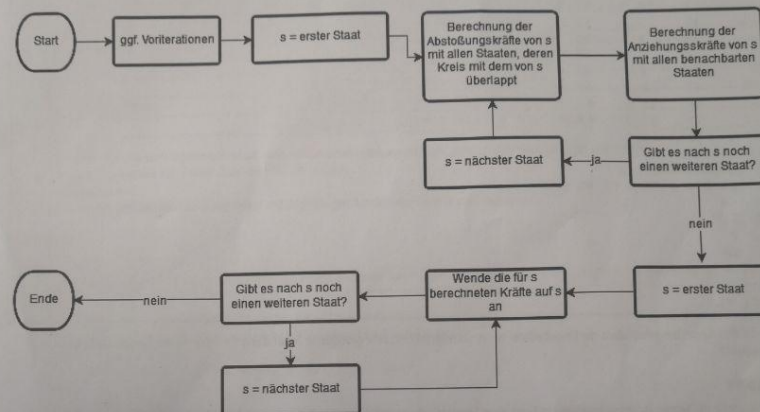 Start
ggf. Voriterationen
s = erster Staat
Berechnung der
Abstoßungskräfte von s
mit allen Staaten, deren
Kreis mit dem von s
überlappt
Berechnung der
Anziehungsskräfte von s
mit allen benachbarten
Staaten
s = nächster Staat
ja
Gibt es nach s noch
einen weiteren Staat?
nein
Ende
nein
Gibt es nach s noch
einen weiteren Staat?
Wende die für s
berechneten Kräfte auf s
an
s = erster Staat
ja
s = nächster Staat